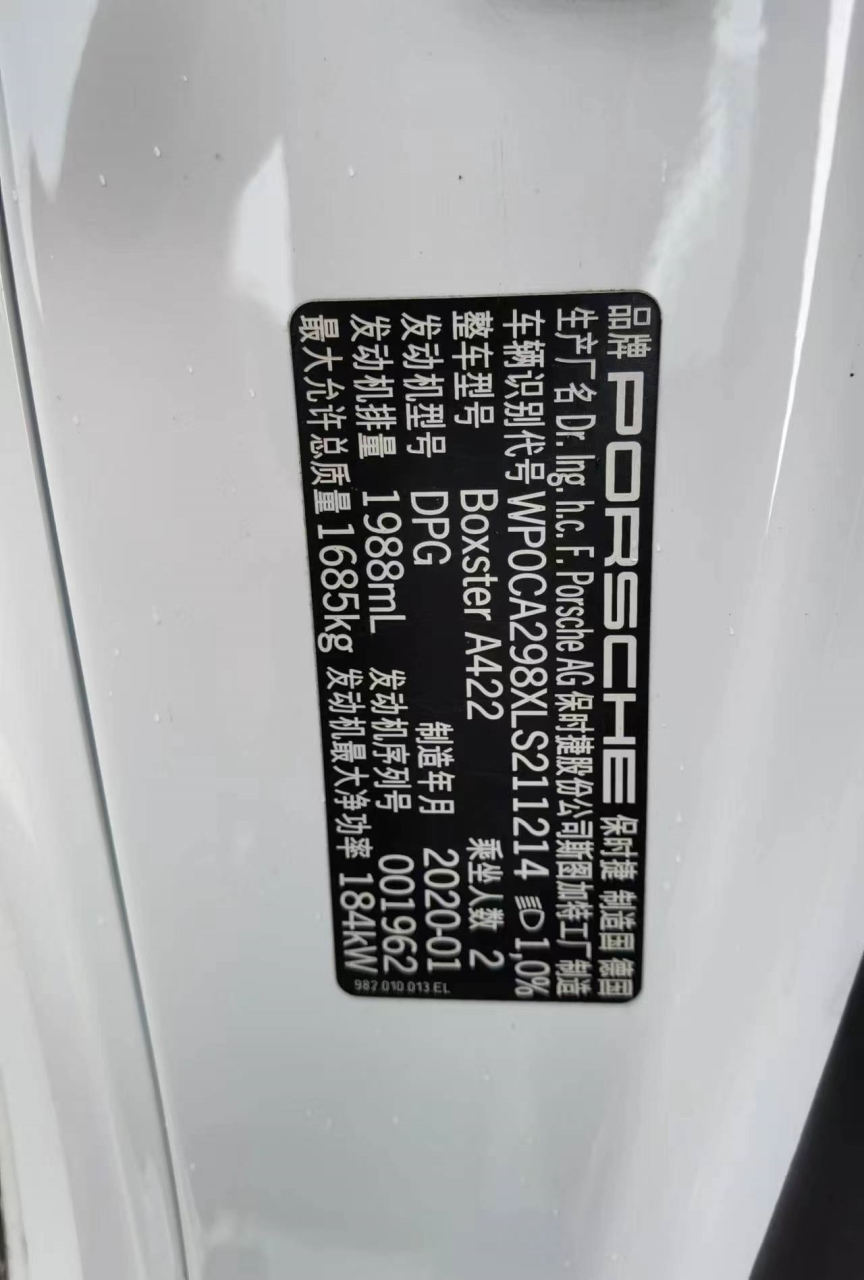 品牌 PORSCHE 保时捷 制造国 德国
生产厂名 Dr. Ing. h.c. F. Porsche AG 保时捷股份公司斯图加特工厂 制造
车辆识别代号 WP0CA298XLS211214 1,0%
整车型号 Boxster A422 乘坐人数 2
发动机型号 DPG 制造年月 2020-01
发动机排量 1988mL 发动机序列号 001962
最大允许总质量 1685kg 发动机最大净功率 184kW
982.010.013.EL